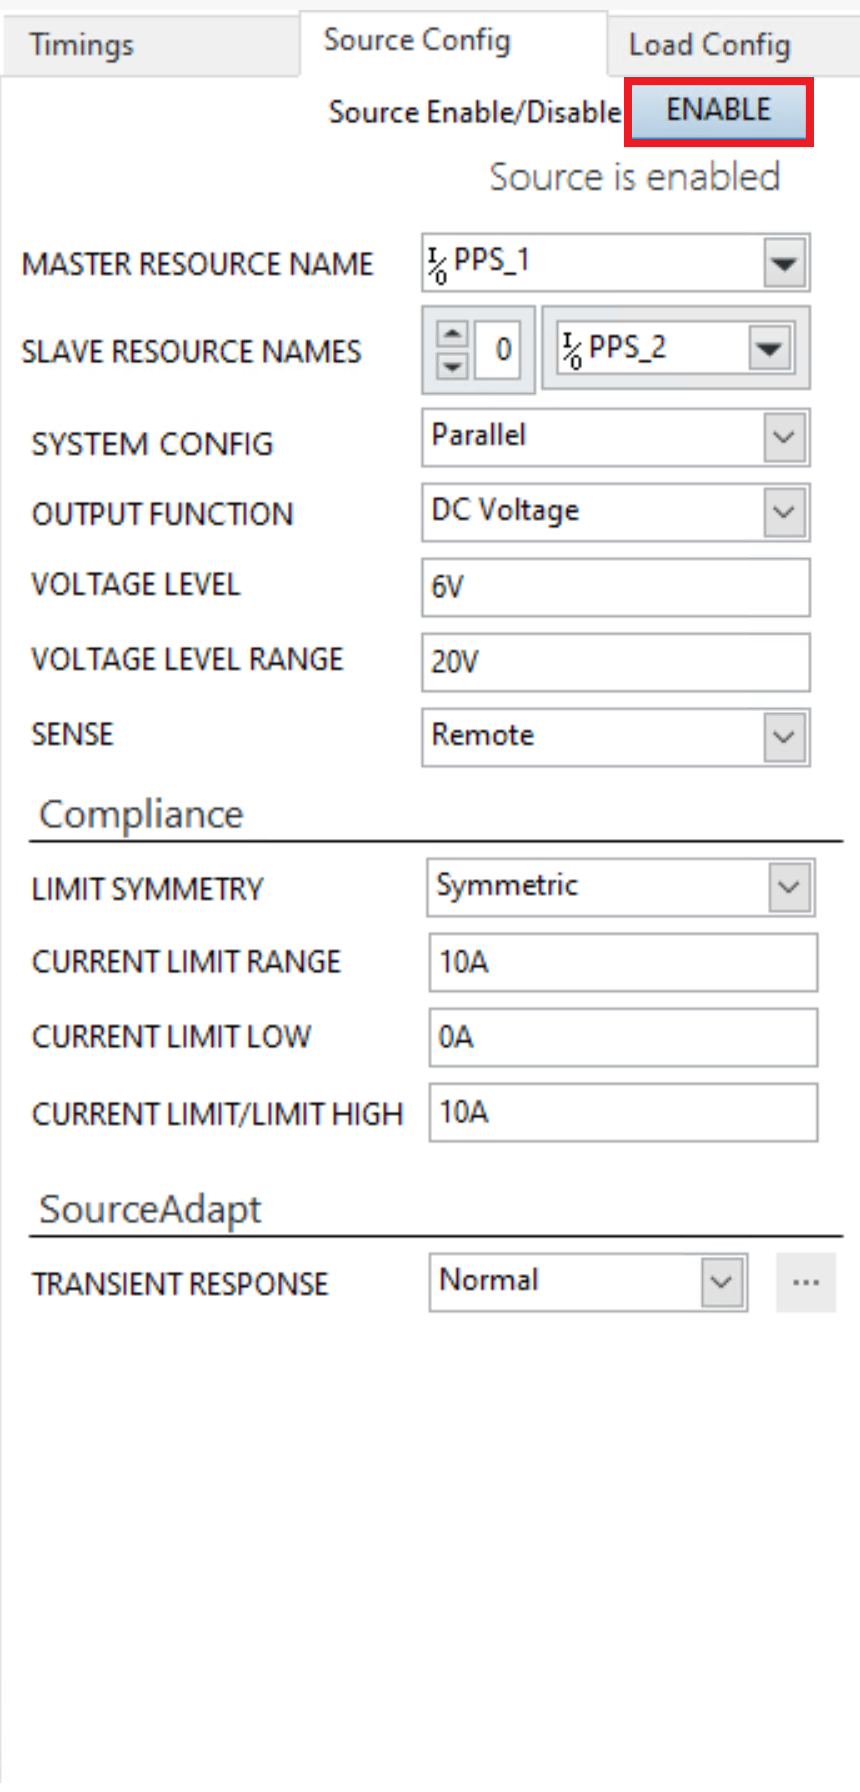 Timings Source Config Load Config
Source Enable/Disable ENABLE
Source is enabled
MASTER RESOURCE NAME I/O PPS_1
SLAVE RESOURCE NAMES 0 I/O PPS_2
SYSTEM CONFIG Parallel
OUTPUT FUNCTION DC Voltage
VOLTAGE LEVEL 6V
VOLTAGE LEVEL RANGE 20V
SENSE Remote
Compliance
LIMIT SYMMETRY Symmetric
CURRENT LIMIT RANGE 10A
CURRENT LIMIT LOW 0A
CURRENT LIMIT/LIMIT HIGH 10A
SourceAdapt
TRANSIENT RESPONSE Normal ...